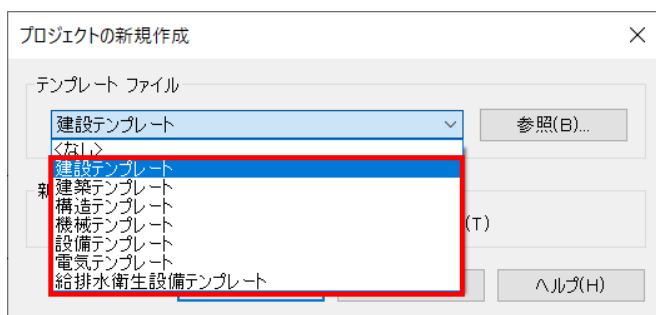 プロジェクトの新規作成
テンプレート ファイル
建設テンプレート
参照(B)...
<なし>
建設テンプレート
新
建築テンプレート
構造テンプレート
機械テンプレート
(T)
設備テンプレート
電気テンプレート
給排水衛生設備テンプレート
ヘルプ(H)